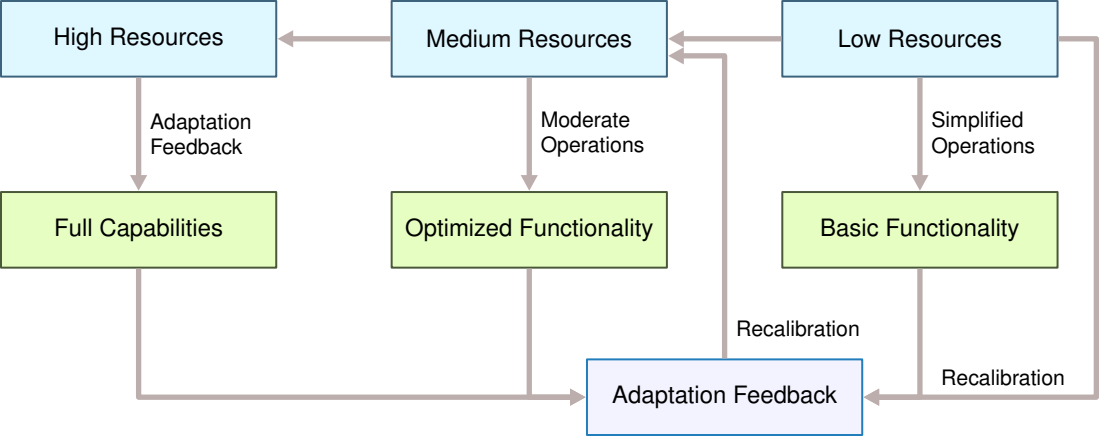 High Resources
Medium Resources
Low Resources
Adaptation
Feedback
Moderate
Operations
Simplified
Operations
Full Capabilities
Optimized Functionality
Basic Functionality
Recalibration
Recalibration
Adaptation Feedback